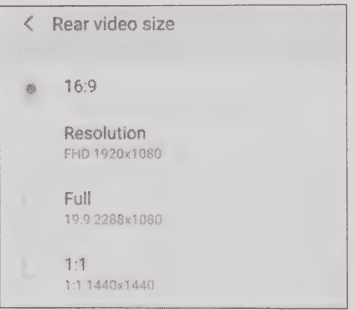 Rear video size
16:9
Resolution
FHD 1920x1080
Full
19:9 2288x1080
1:1
1:1 1440x1440